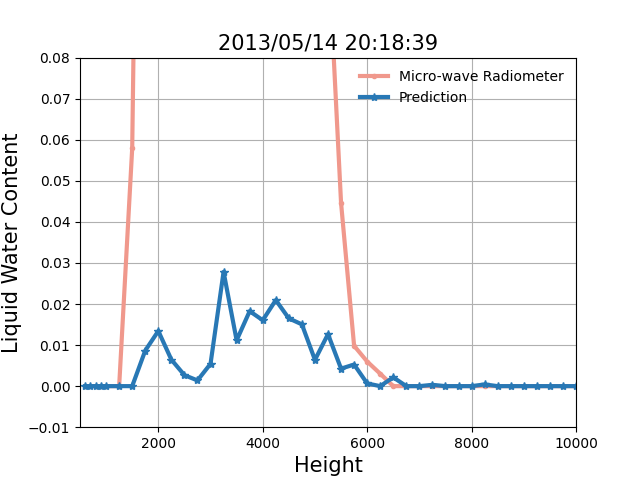 2013/05/14 20:18:39
Micro-wave Radiometer
Prediction
Liquid Water Content
0.08
0.07
0.06
0.05
0.04
0.03
0.02
0.01
0.00
−0.01
2000 4000 6000 8000 10000
Height